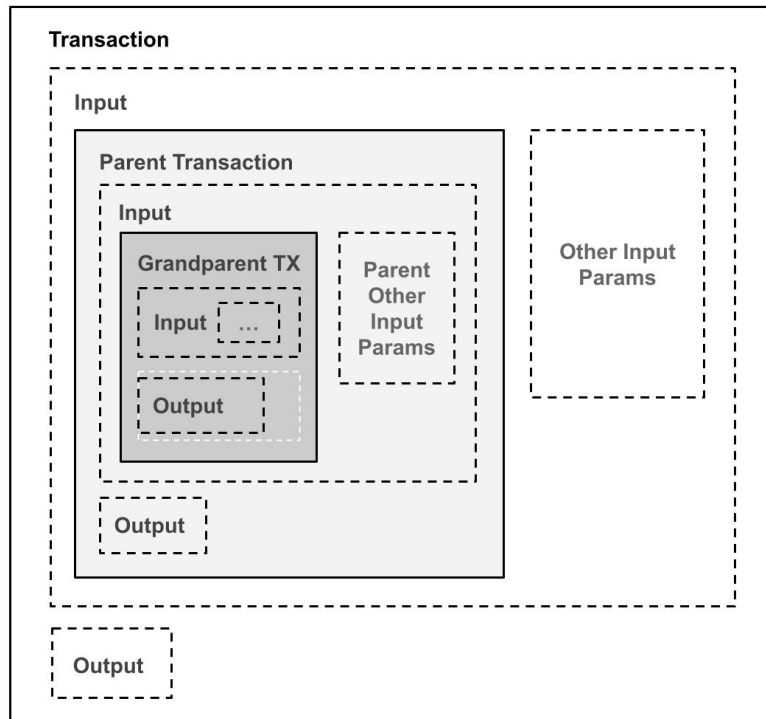 Transaction
Input
Parent Transaction
Input
Grandparent TX
Input
...
Output
Parent
Other
Input
Params
Output
Other Input
Params
Output